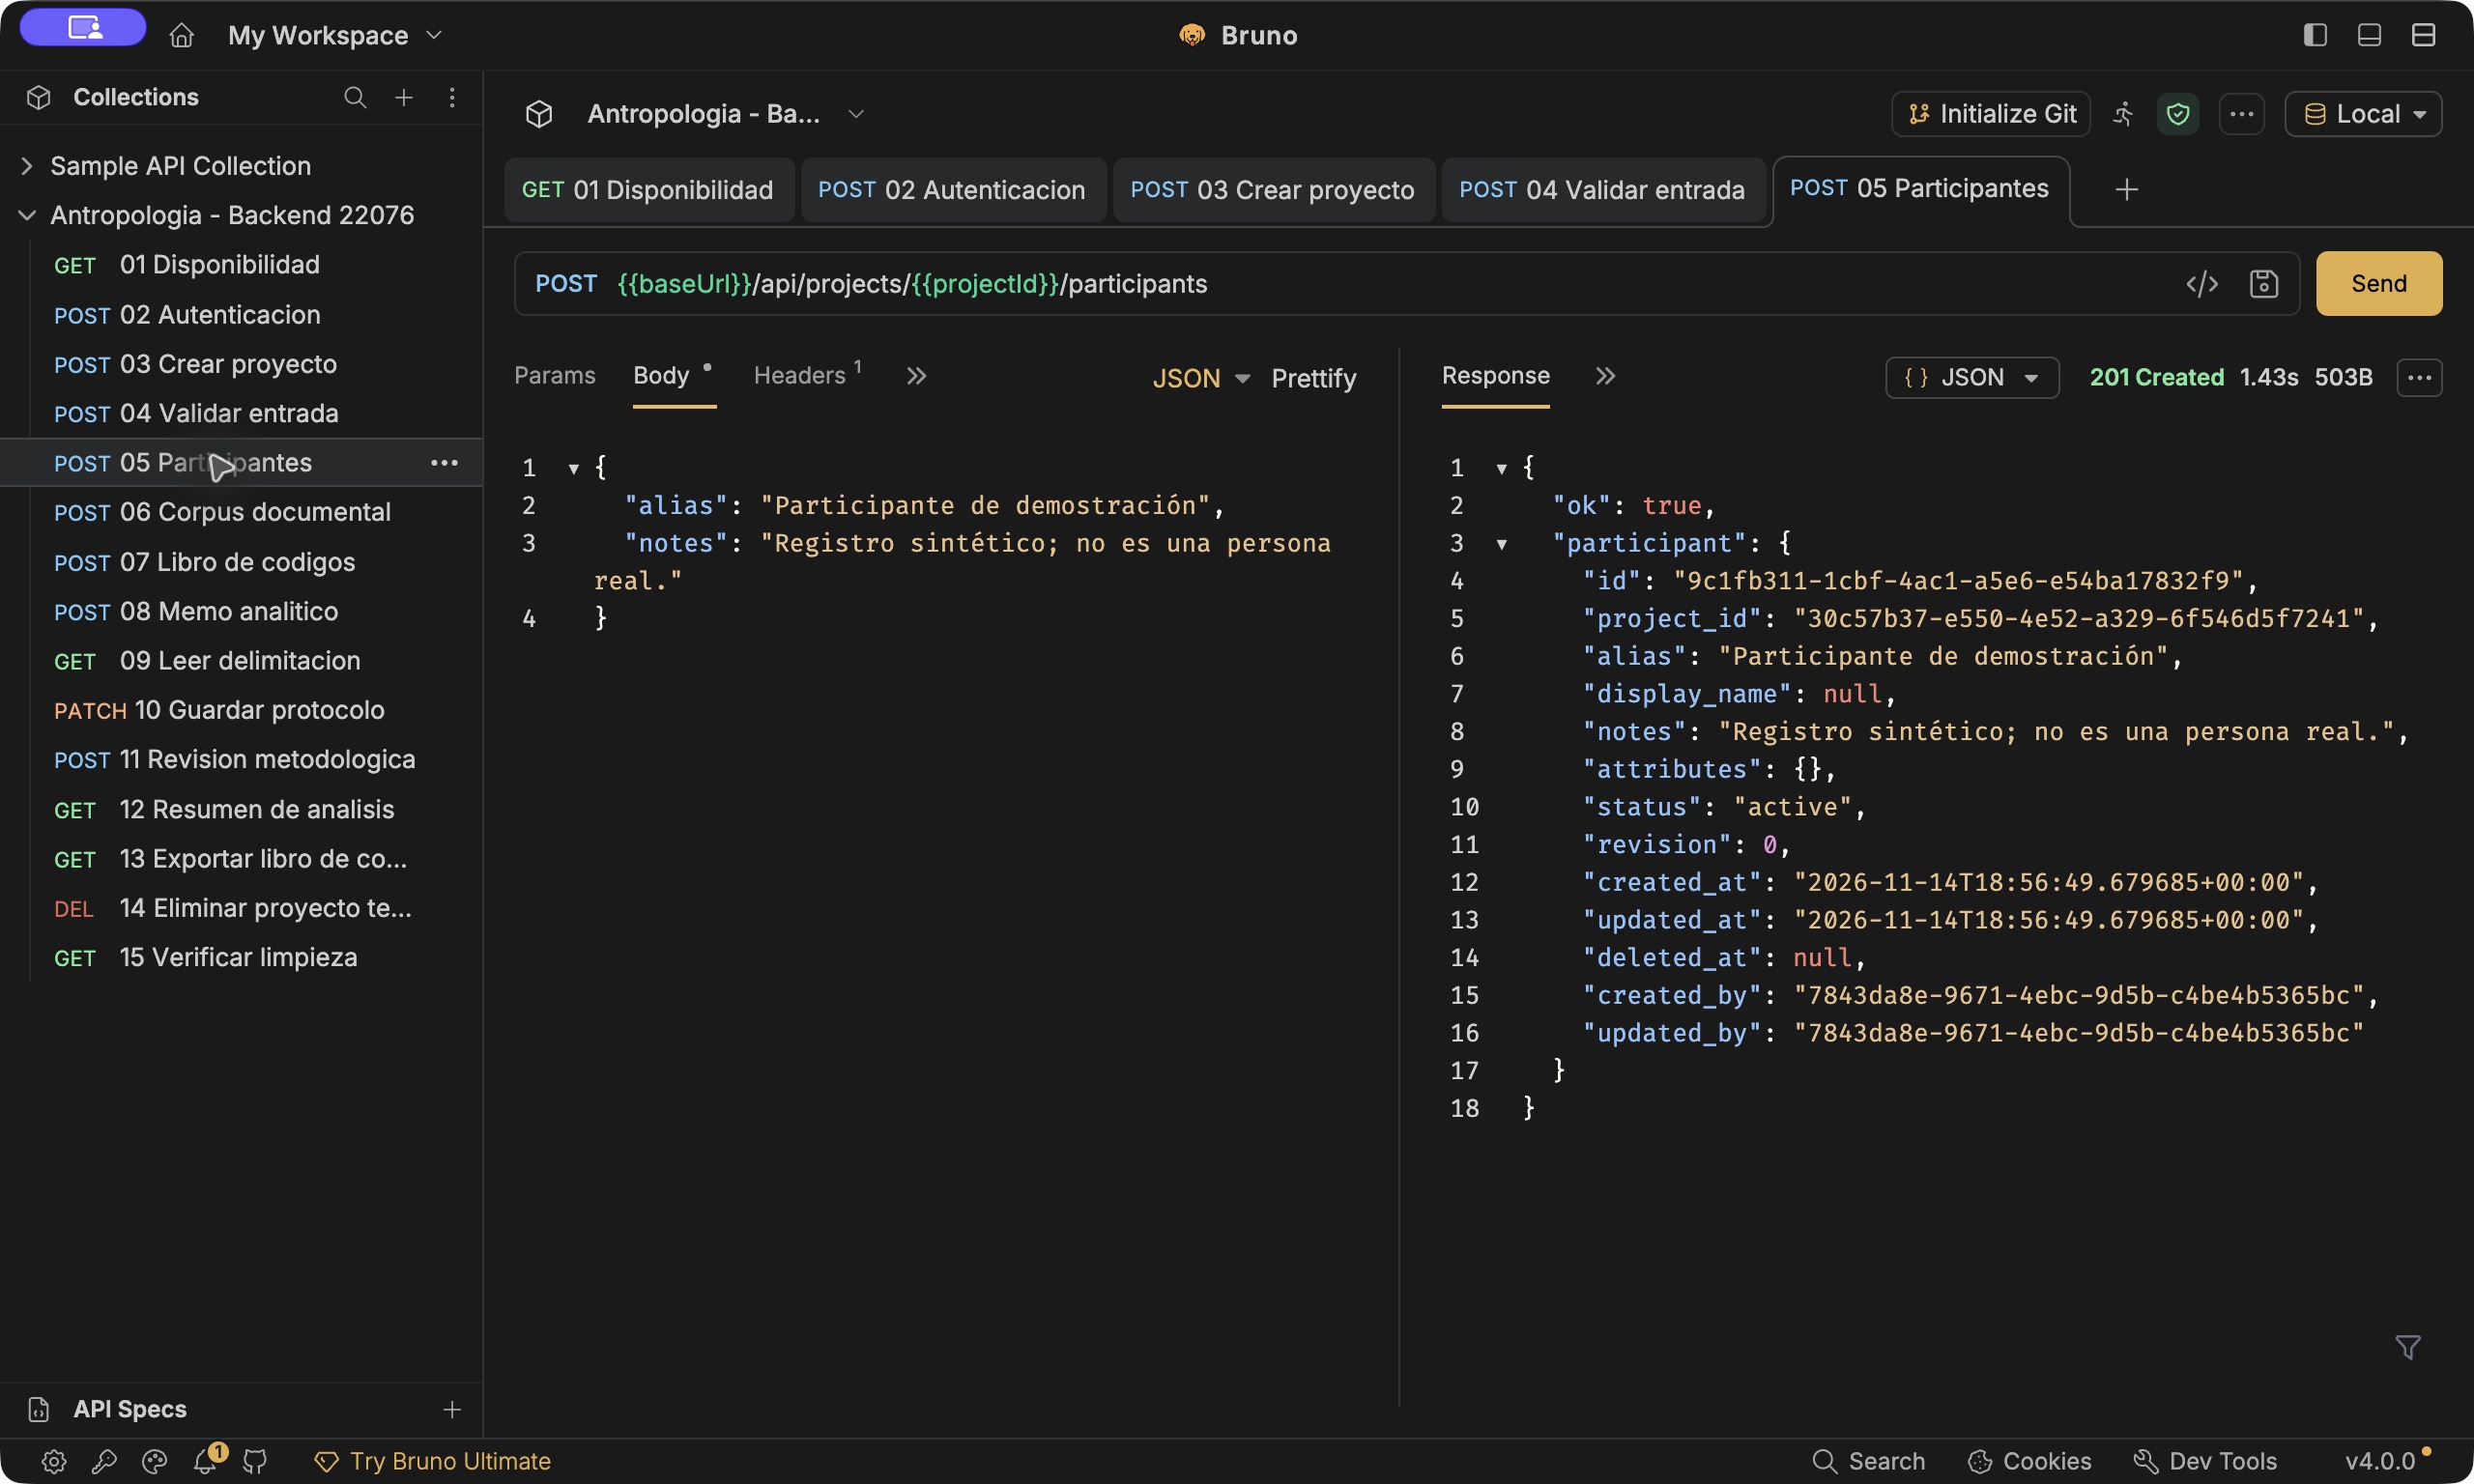 My Workspace
Bruno
Collections
Sample API Collection
Antropologia - Backend 22076
GET 01 Disponibilidad
POST 02 Autenticacion
POST 03 Crear proyecto
POST 04 Validar entrada
POST 05 Participantes
POST 06 Corpus documental
POST 07 Libro de codigos
POST 08 Memo analitico
GET 09 Leer delimitacion
PATCH 10 Guardar protocolo
POST 11 Revision metodologica
GET 12 Resumen de analisis
GET 13 Exportar libro de co...
DEL 14 Eliminar proyecto te...
GET 15 Verificar limpieza
API Specs
Antropologia - Ba...
Initialize Git
Local
GET 01 Disponibilidad
POST 02 Autenticacion
POST 03 Crear proyecto
POST 04 Validar entrada
POST 05 Participantes
POST {{baseUrl}}/api/projects/{{projectId}}/participants
Send
Params Body Headers 1
JSON Prettify
1 {
2 "alias": "Participante de demostración",
3 "notes": "Registro sintético; no es una persona
real."
4 }
Response
{ } JSON
201 Created 1.43s 503B
1 {
2 "ok": true,
3 "participant": {
4 "id": "9c1fb311-1cbf-4ac1-a5e6-e54ba17832f9",
5 "project_id": "30c57b37-e550-4e52-a329-6f546d5f7241",
6 "alias": "Participante de demostración",
7 "display_name": null,
8 "notes": "Registro sintético; no es una persona real.",
9 "attributes": {},
10 "status": "active",
11 "revision": 0,
12 "created_at": "2026-11-14T18:56:49.679685+00:00",
13 "updated_at": "2026-11-14T18:56:49.679685+00:00",
14 "deleted_at": null,
15 "created_by": "7843da8e-9671-4ebc-9d5b-c4be4b5365bc",
16 "updated_by": "7843da8e-9671-4ebc-9d5b-c4be4b5365bc"
17 }
18 }
1
Try Bruno Ultimate
Search
Cookies
Dev Tools
v4.0.0